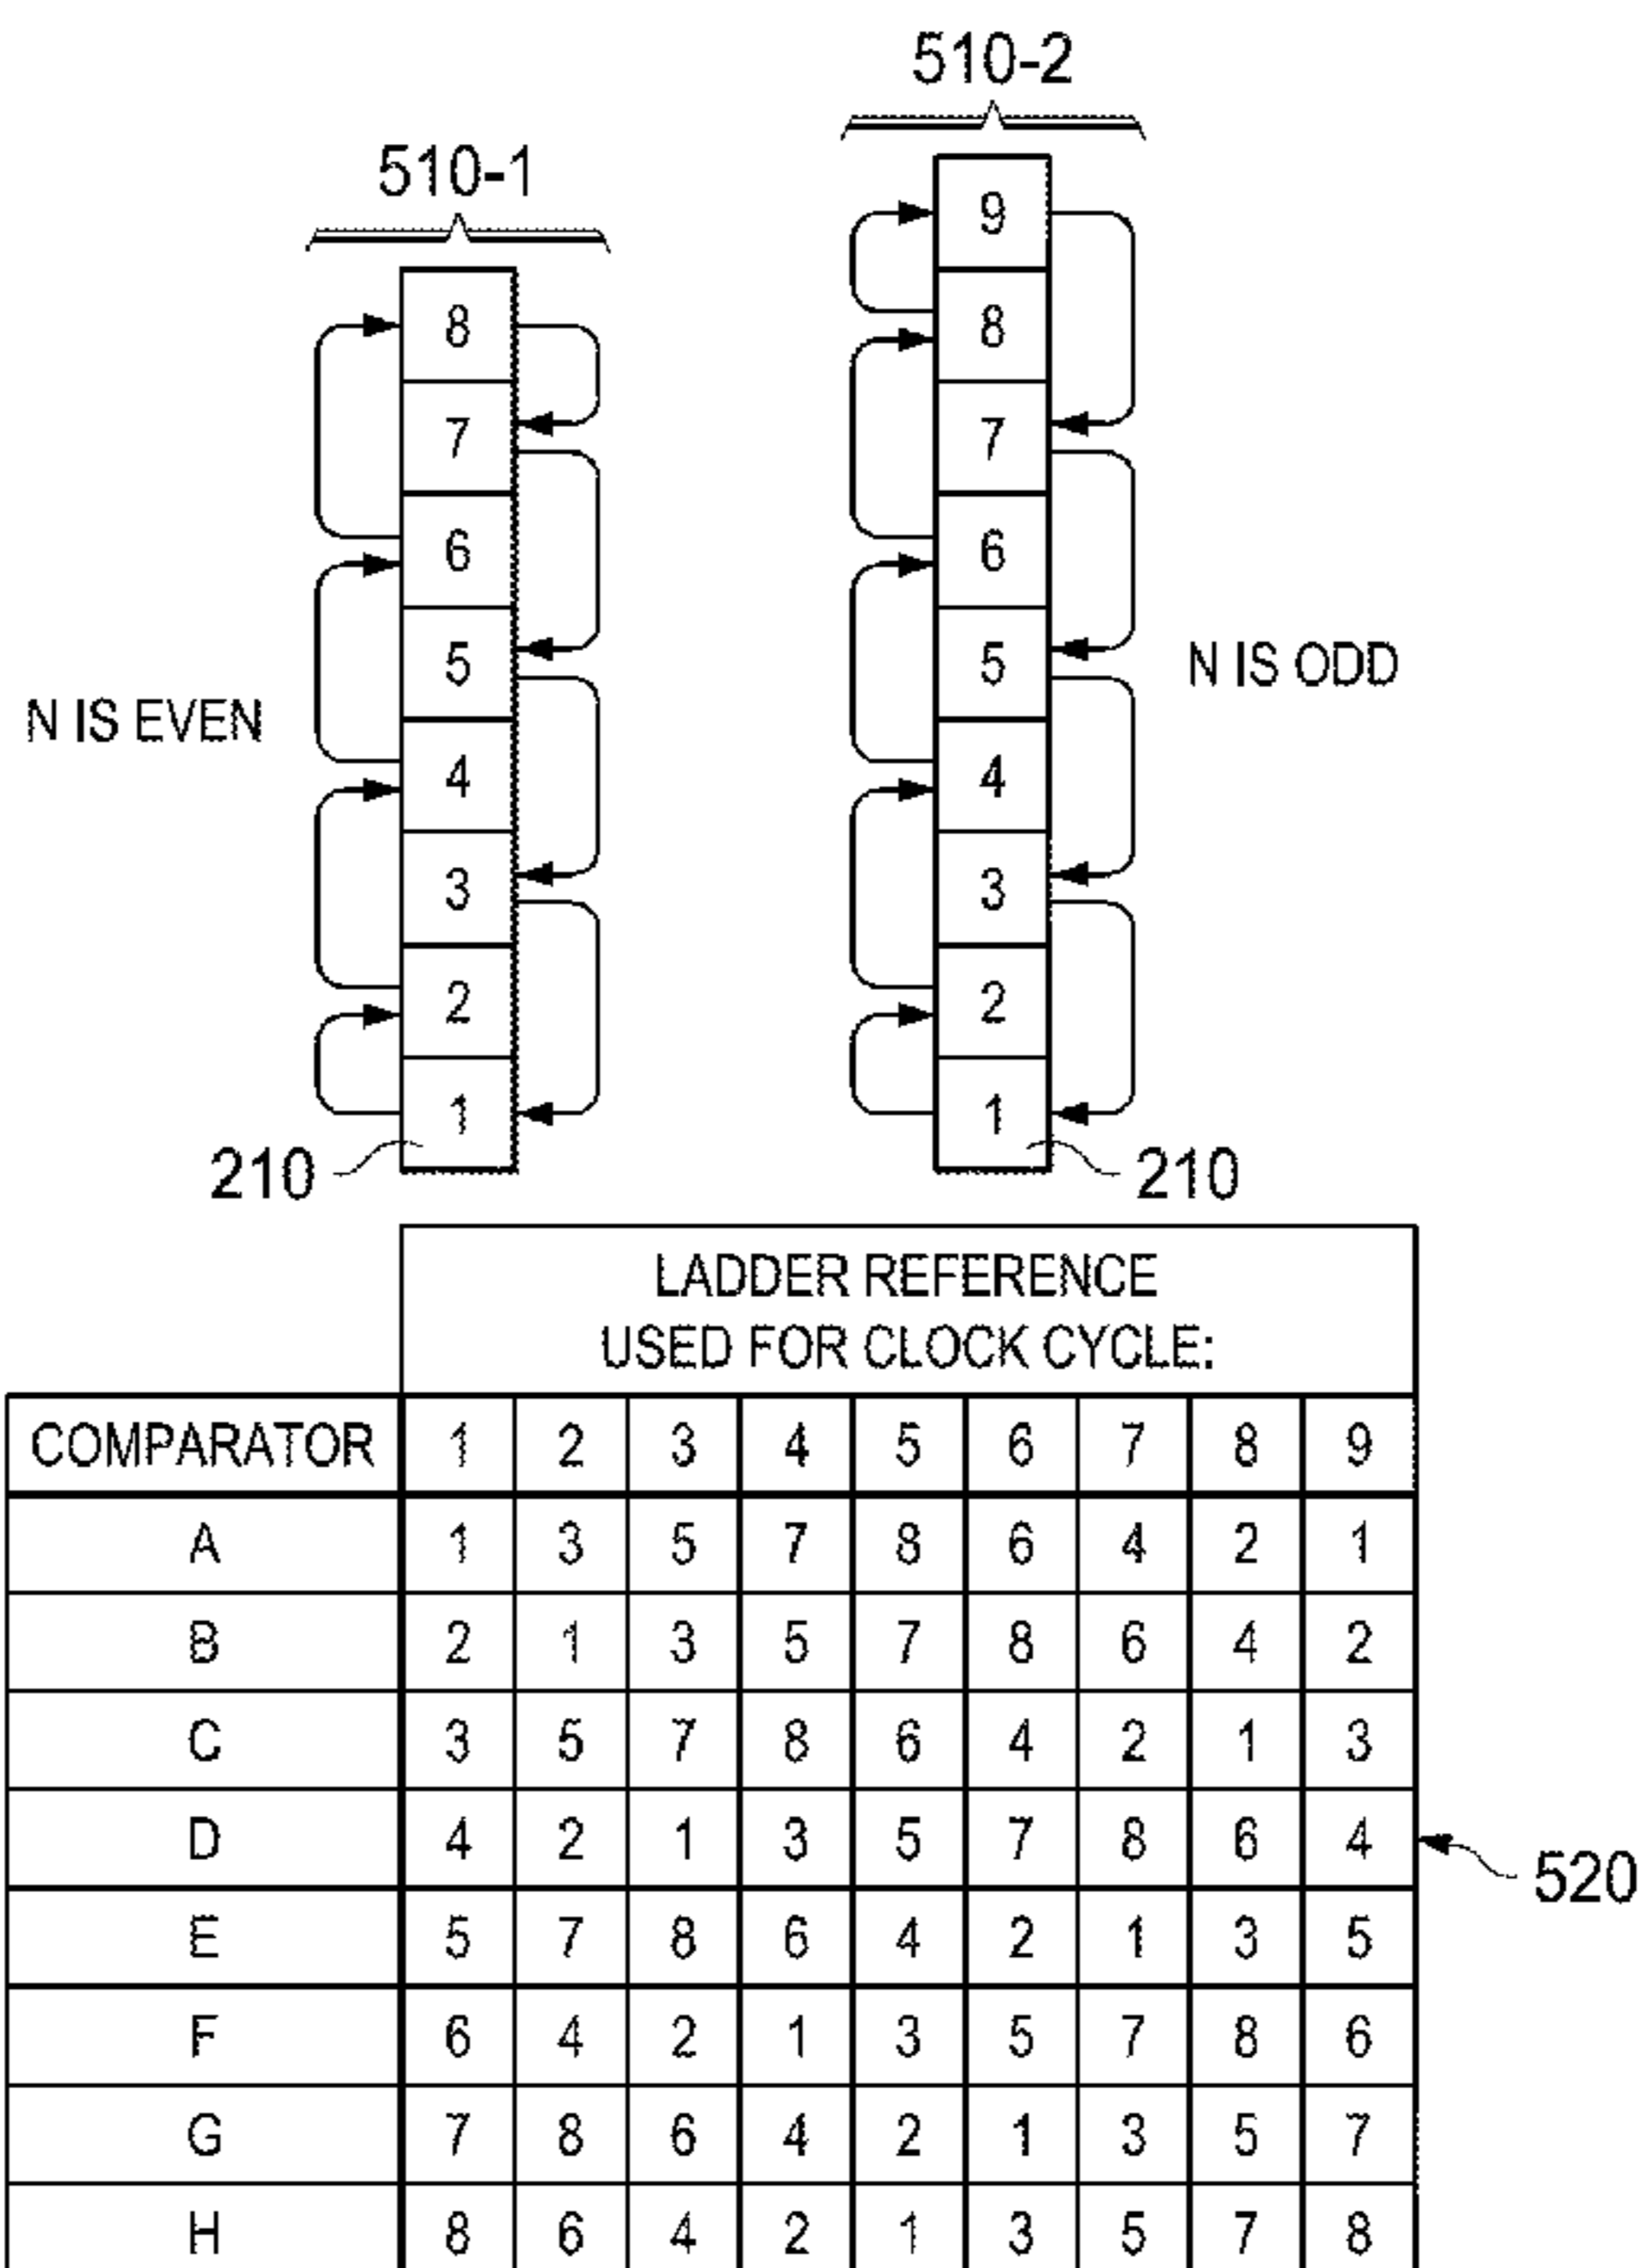 510-2
510-1
9
8
7
6
5
4
3
2
1
8
7
6
5
4
3
2
1
N IS EVEN
N IS ODD
210
210
LADDER REFERENCE
USED FOR CLOCK CYCLE:
COMPARATOR 1 2 3 4 5 6 7 8 9
A 1 3 5 7 8 6 4 2 1
B 2 1 3 5 7 8 6 4 2
C 3 5 7 8 6 4 2 1 3
D 4 2 1 3 5 7 8 6 4
520
E 5 7 8 6 4 2 1 3 5
F 6 4 2 1 3 5 7 8 6
G 7 8 6 4 2 1 3 5 7
H 8 6 4 2 1 3 5 7 8